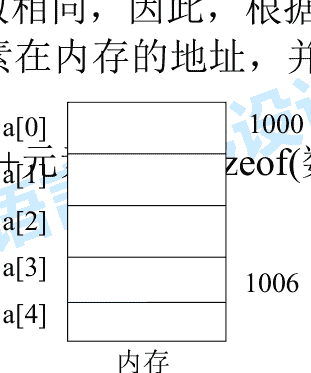 相同，因此，根据
素在内存的地址，并
a[0] 1000
+元 zeof(数
a[1]
a[2]
a[3] 1006
a[4]
内存